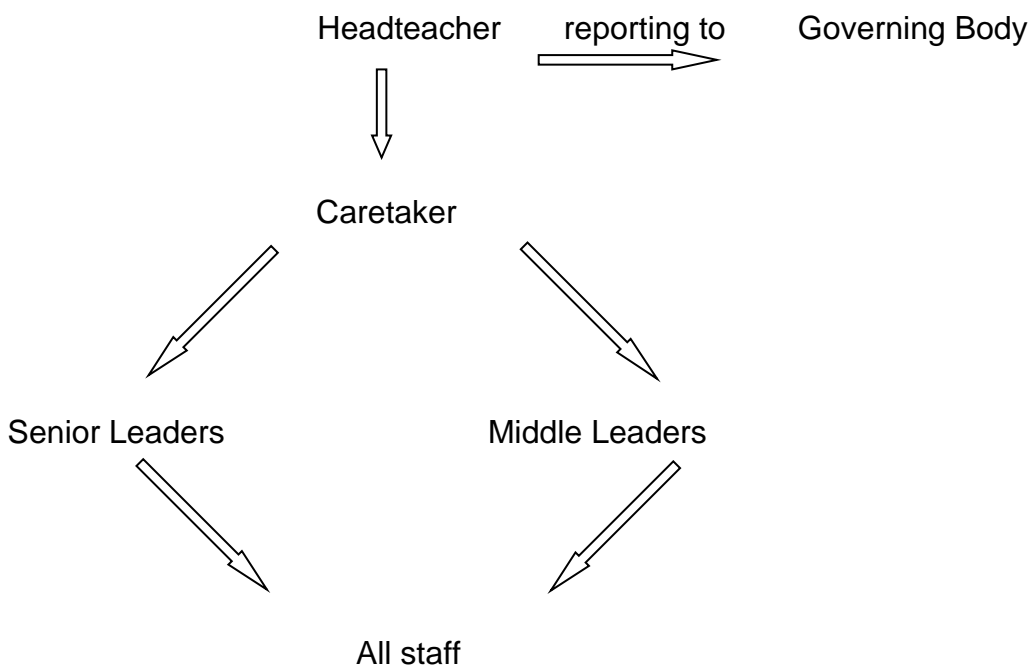 Headteacher reporting to Governing Body
Caretaker
Senior Leaders Middle Leaders
All staff